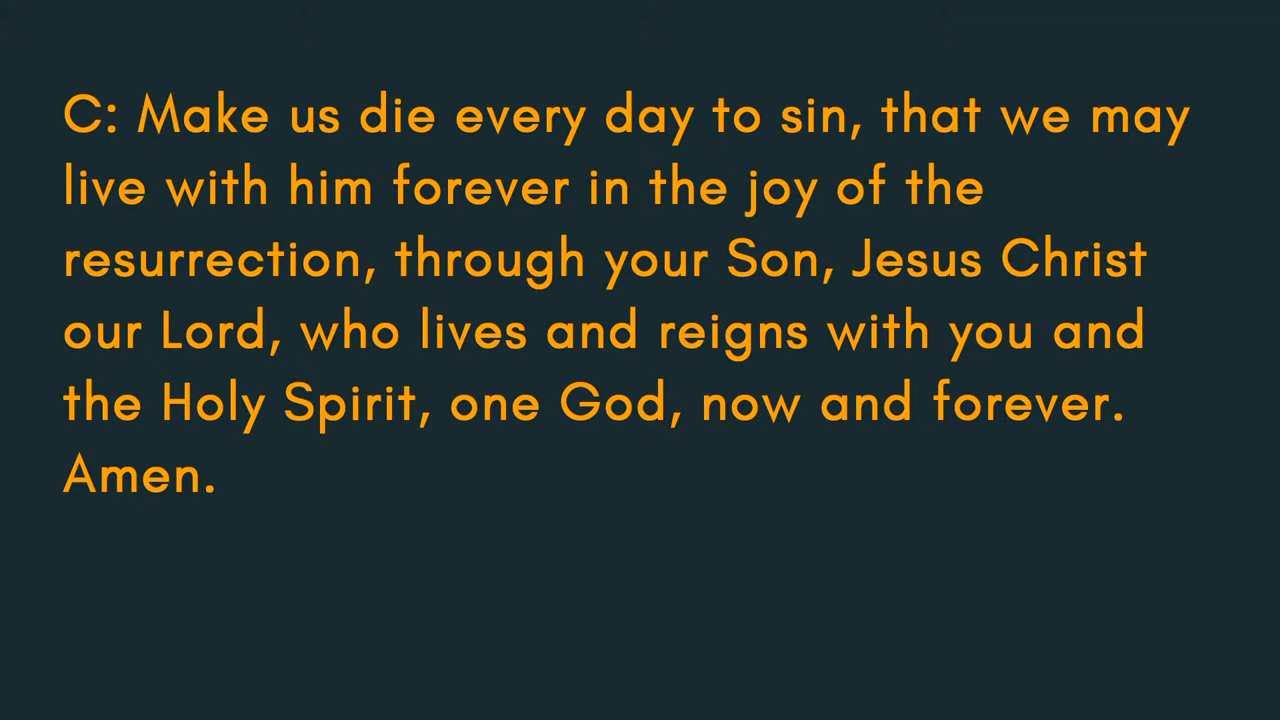 C: Make us die every day to sin, that we may
live with him forever in the joy of the
resurrection, through your Son, Jesus Christ
our Lord, who lives and reigns with you and
the Holy Spirit, one God, now and forever.
Amen.